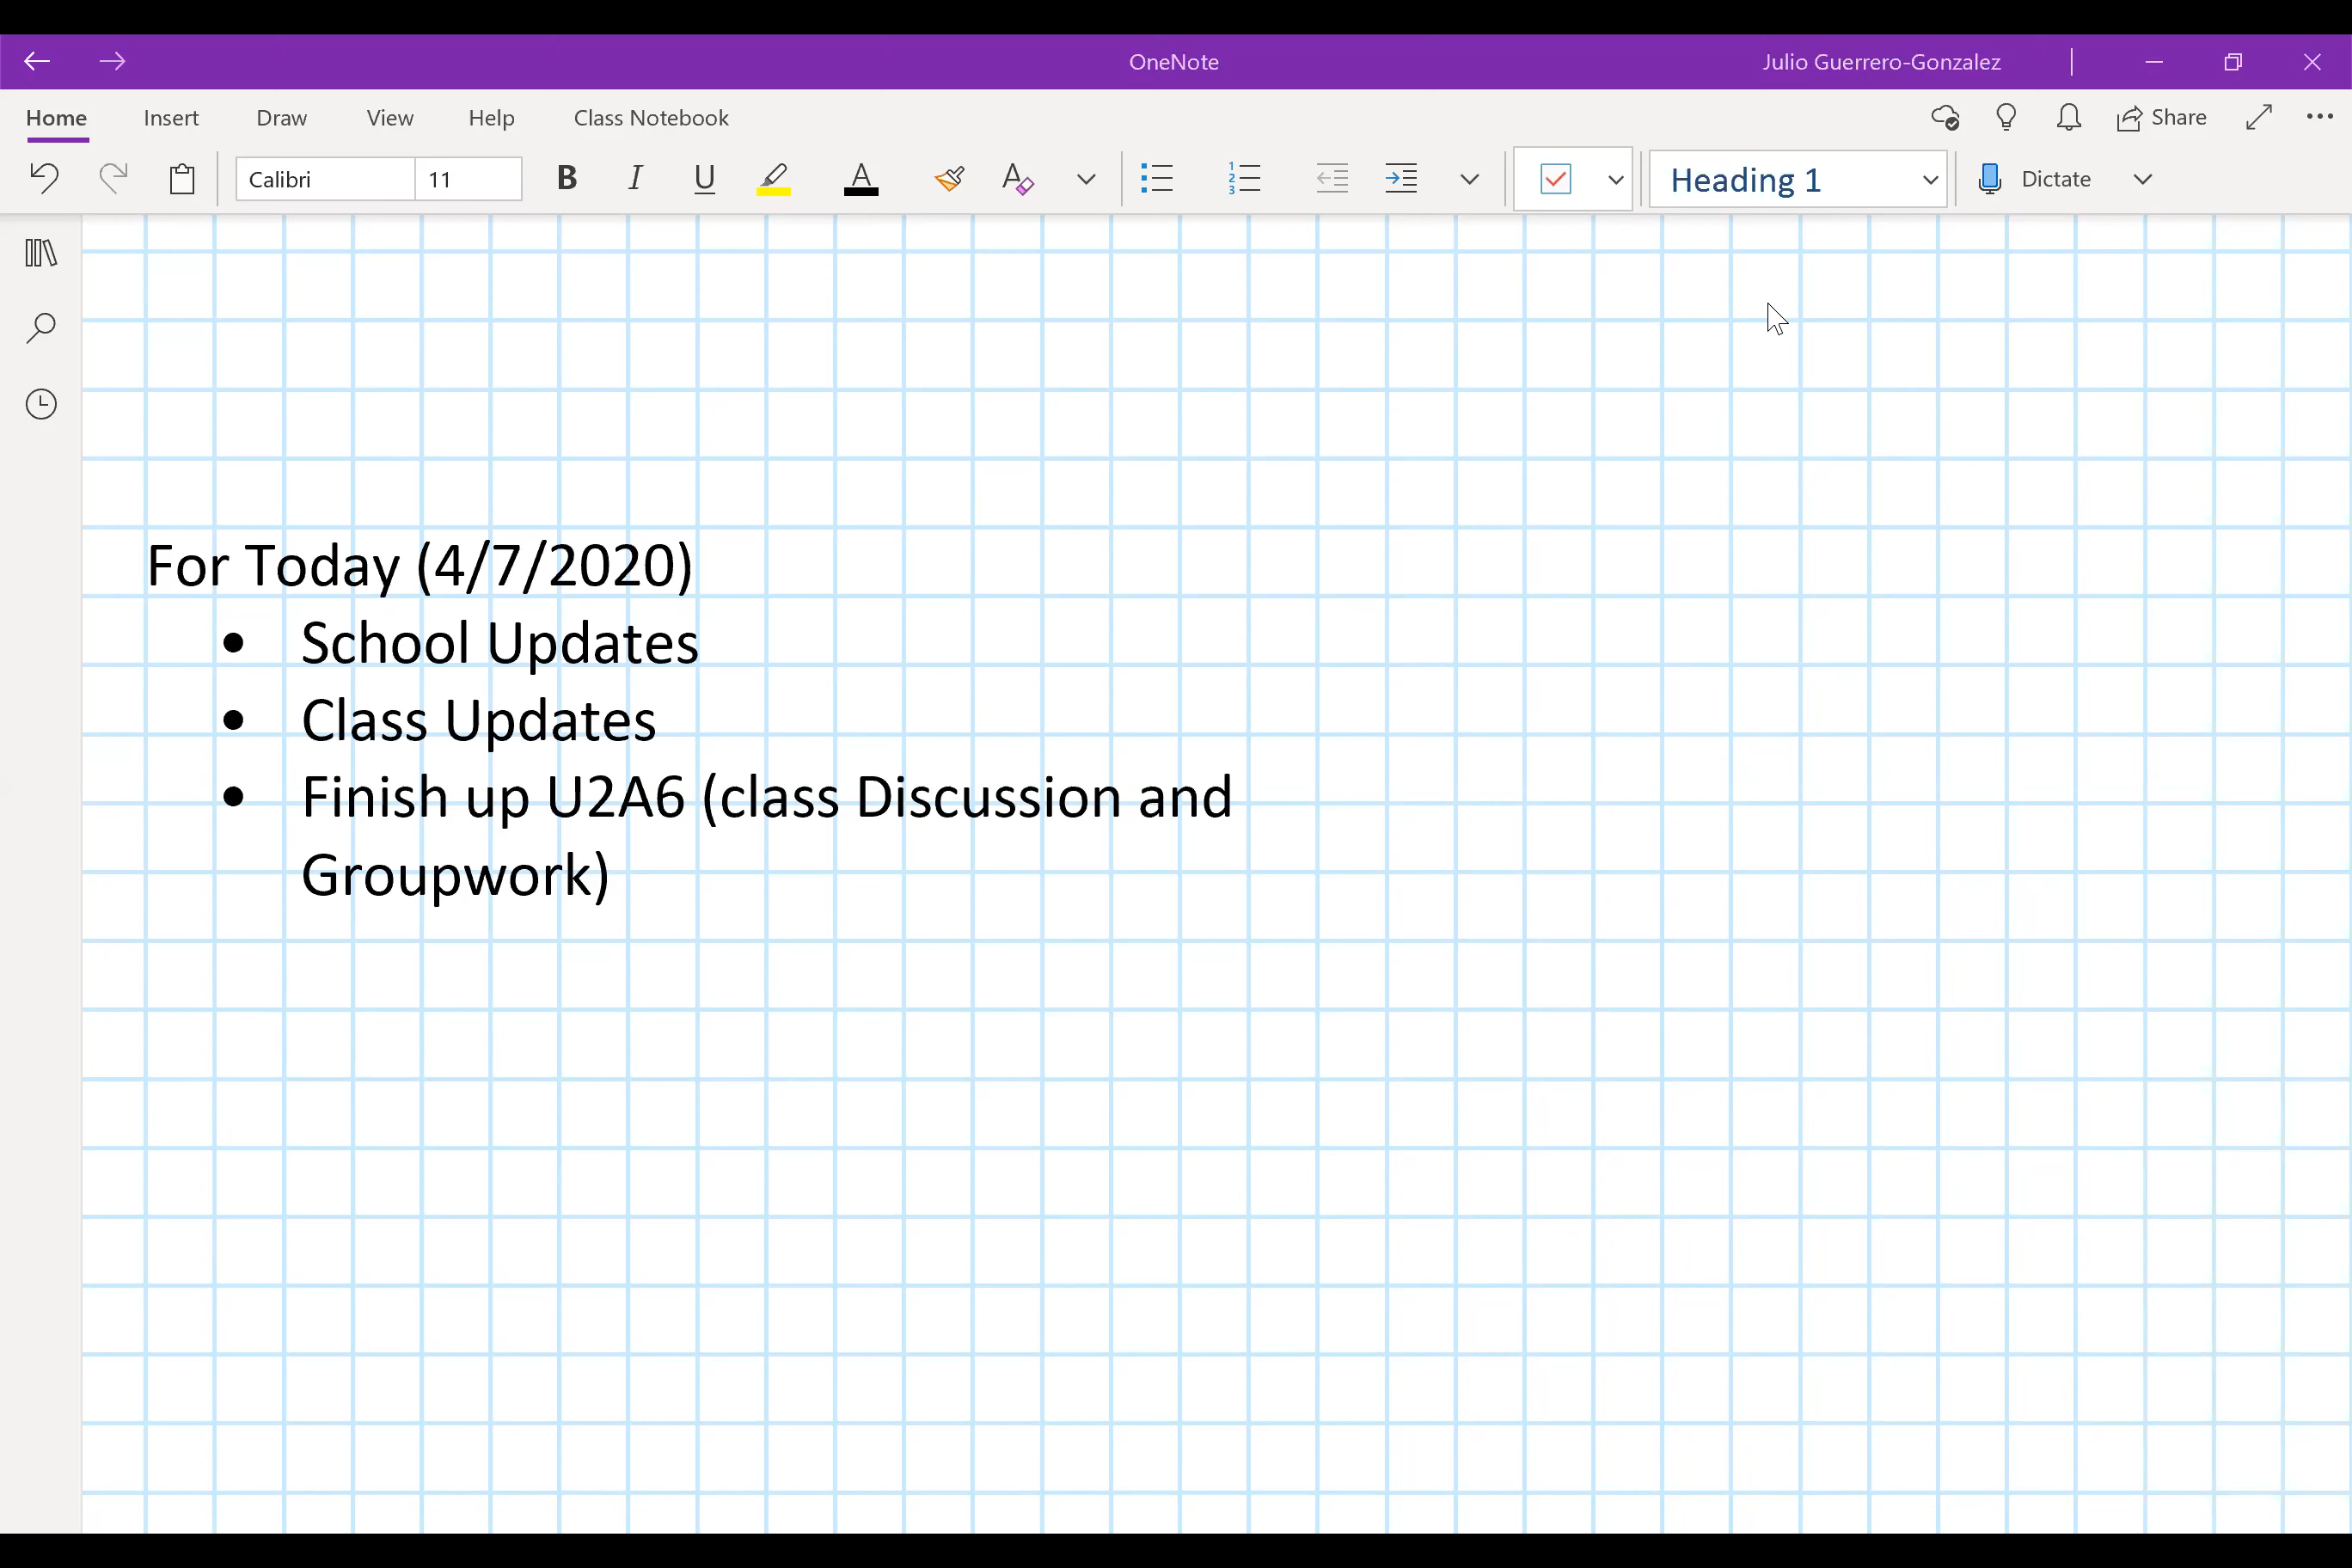 OneNote
Julio Guerrero-Gonzalez
Home Insert Draw View Help Class Notebook Share
Calibri 11 B I U A A Heading 1 Dictate
For Today (4/7/2020)
• School Updates
• Class Updates
• Finish up U2A6 (class Discussion and
Groupwork)